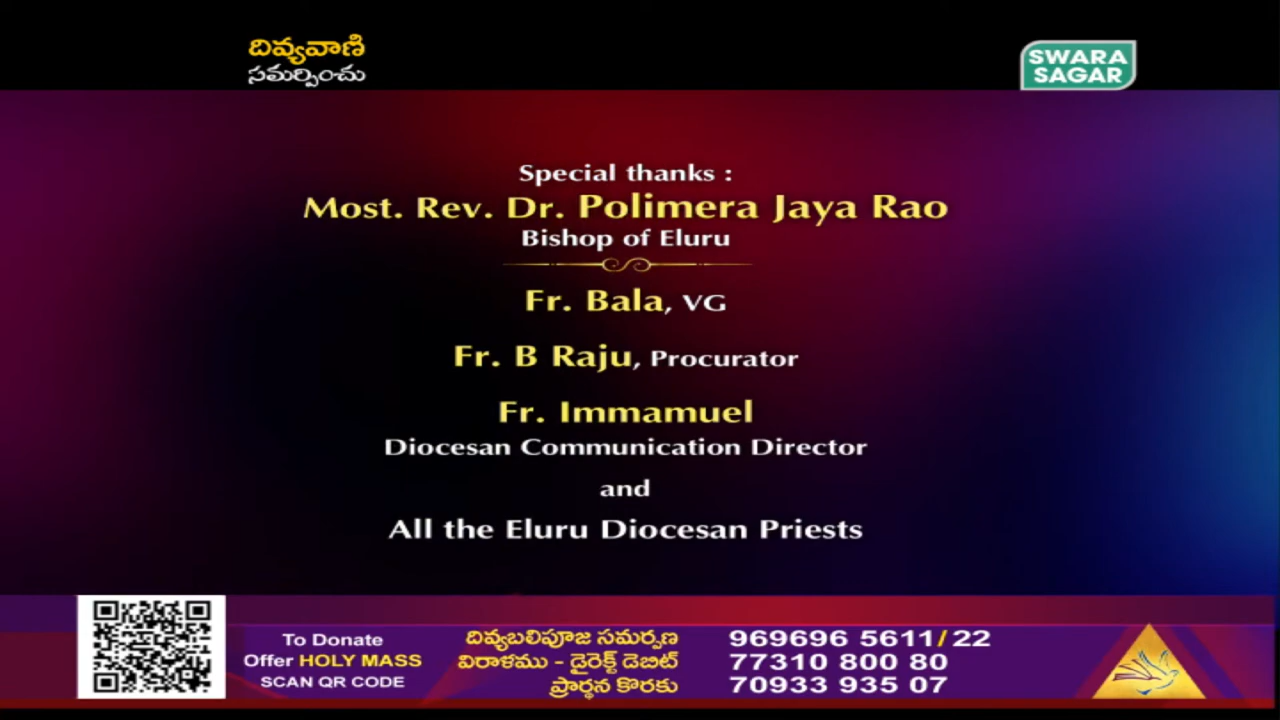 దివ్యవాణి
సమర్పించు
SWARA
SAGAR
Special thanks :
Most. Rev. Dr. Polimera Jaya Rao
Bishop of Eluru
Fr. Bala, VG
Fr. B Raju, Procurator
Fr. Immamuel
Diocesan Communication Director
and
All the Eluru Diocesan Priests
To Donate
Offer HOLY MASS
SCAN QR CODE
దివ్యబలిపూజ సమర్పణ
విరాళము - డైరెక్ట్ డెబిట్
ప్రార్థన కొరకు
969696 5611/22
77310 800 80
70933 935 07